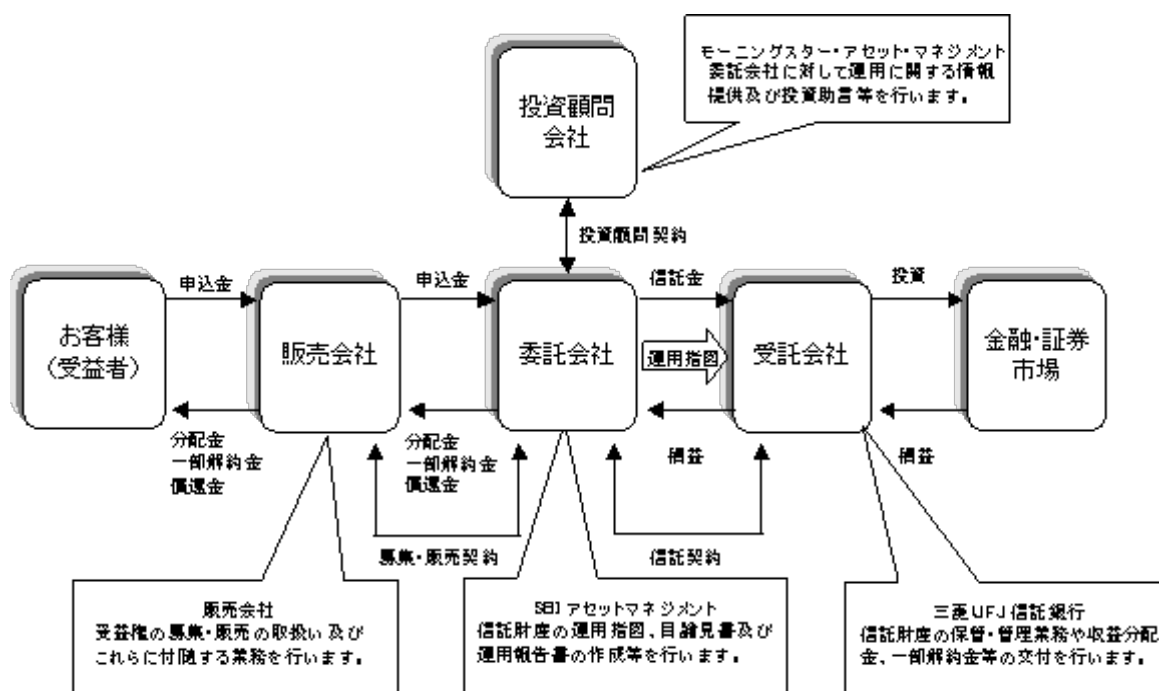 モーニングスター・アセット・マネジメント
委託会社に対して運用に関する情報
提供及び投資助言等を行います。
投資顧問
会社
投資顧問契約
申込金
申込金
信託金
投資
お客様
（受益者）
販売会社
委託会社
運用指図
受託会社
金融・証券
市場
分配金
一部解約金
償還金
分配金
一部解約金
償還金
損益
損益
募集・販売契約
信託契約
販売会社
受益権の募集・販売の取扱い及び
これらに付随する業務を行います。
SBIアセットマネジメント
信託財産の運用指図、目論見書及び
運用報告書の作成等を行います。
三菱UFJ信託銀行
信託財産の保管・管理業務や収益分配
金、一部解約金等の交付を行います。